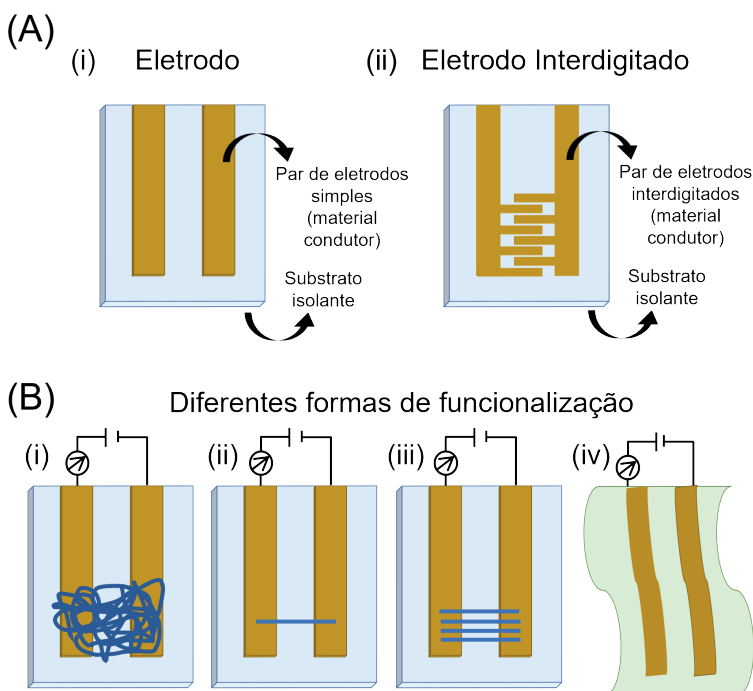 (A)
(i) Eletrodo
(ii) Eletrodo Interdigitado
Par de eletrodos
simples
(material
condutor)
Substrato
isolante
Par de eletrodos
interdigitados
(material
condutor)
Substrato
isolante
(B)
Diferentes formas de funcionalização
(i)
(ii)
(iii)
(iv)